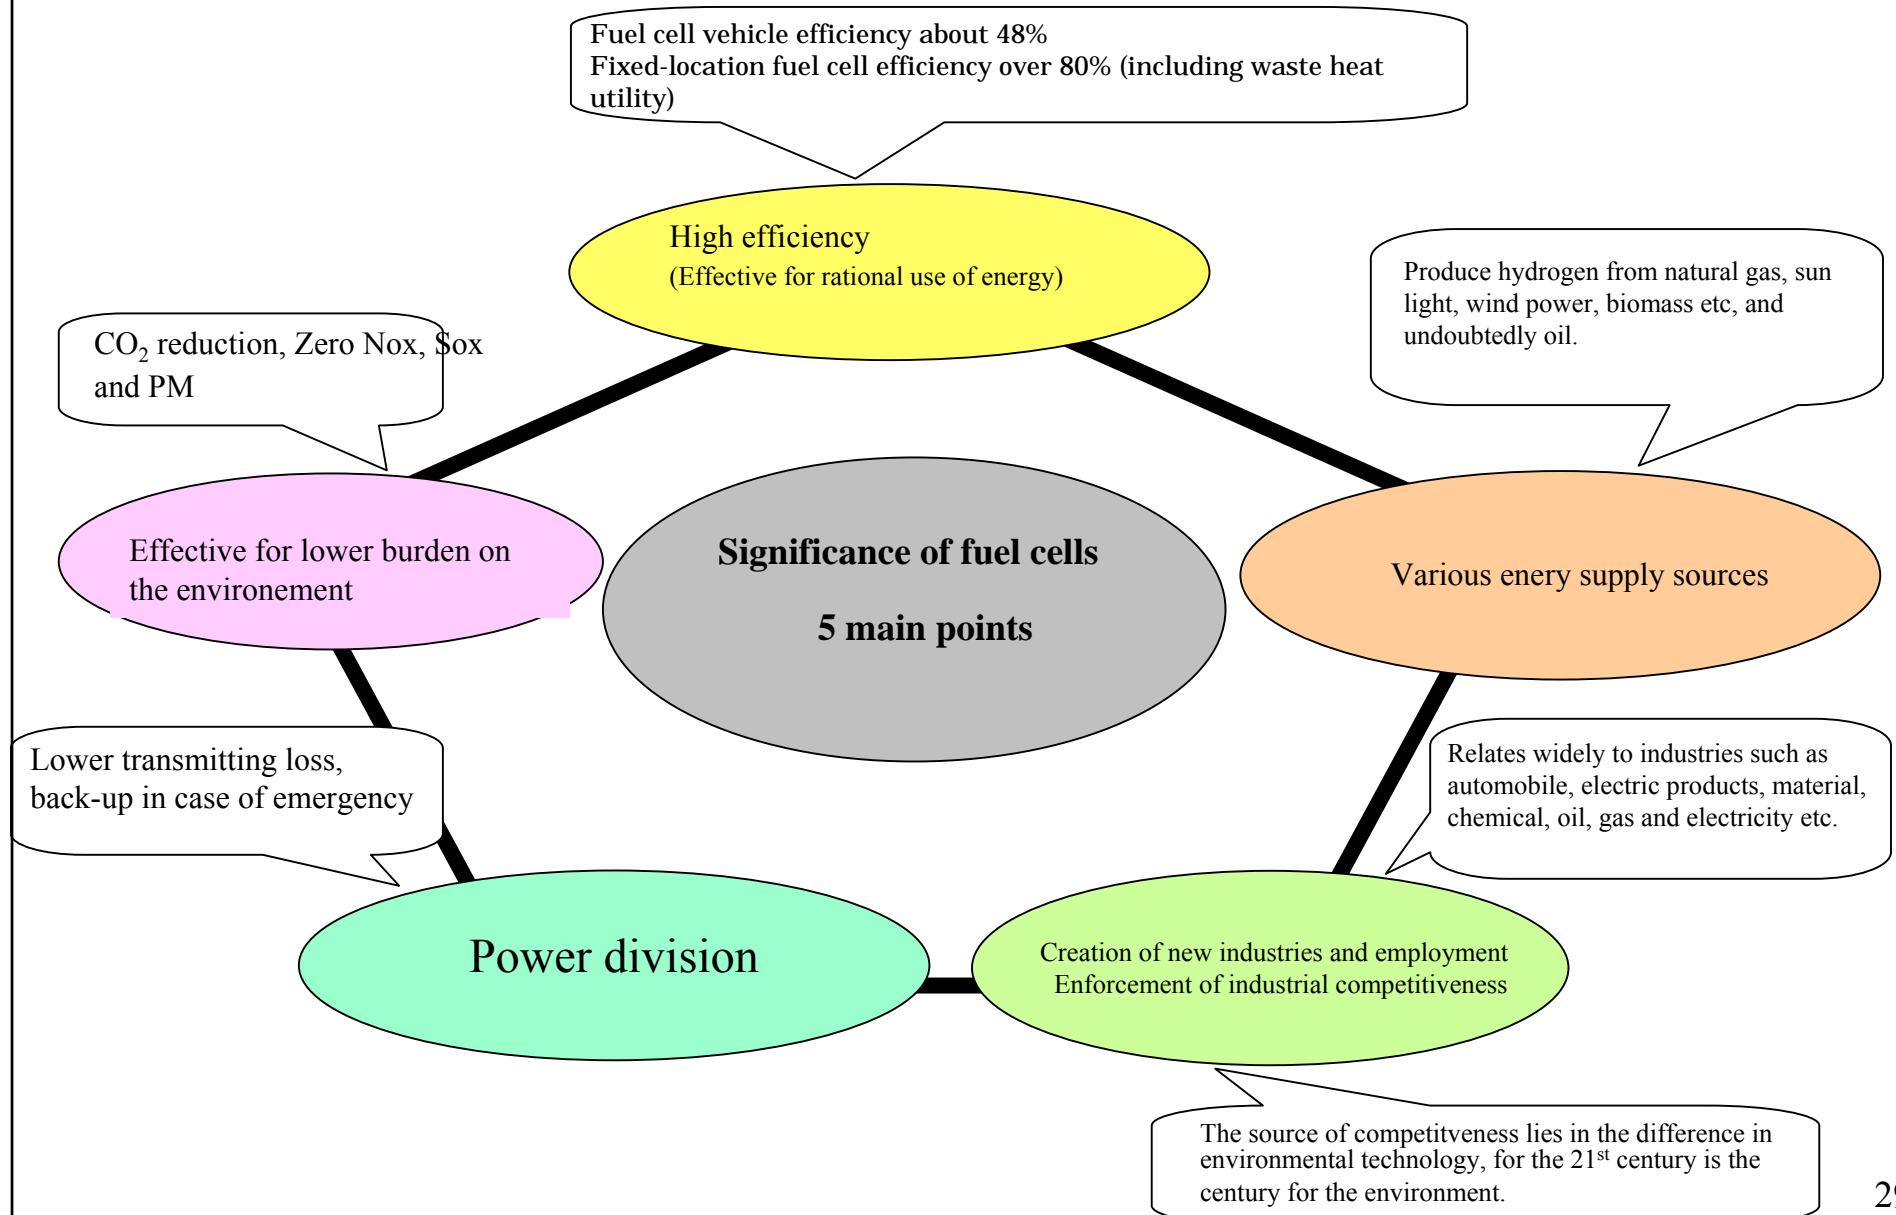 Fuel cell vehicle efficiency about 48%
Fixed-location fuel cell efficiency over 80% (including waste heat
utility)
High efficiency
(Effective for rational use of energy)
Produce hydrogen from natural gas, sun
light, wind power, biomass etc, and
undoubtedly oil.
CO₂ reduction, Zero Nox, Sox
and PM
Effective for lower burden on
the environement
Significance of fuel cells
5 main points
Various enery supply sources
Lower transmitting loss,
back-up in case of emergency
Relates widely to industries such as
automobile, electric products, material,
chemical, oil, gas and electricity etc.
Power division
Creation of new industries and employment
Enforcement of industrial competitiveness
The source of competitveness lies in the difference in
environmental technology, for the 21st century is the
century for the environment.